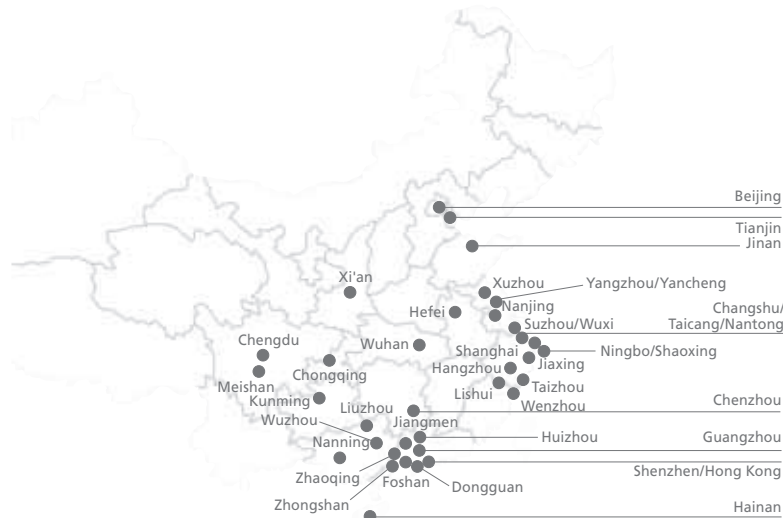 Beijing
Tianjin
Jinan
Xi'an
Xuzhou
Yangzhou/Yancheng
Hefei
Nanjing
Changshu/
Taicang/Nantong
Suzhou/Wuxi
Chengdu
Wuhan
Shanghai
Ningbo/Shaoxing
Jiaxing
Chongqing
Hangzhou
Meishan
Lishui
Taizhou
Kunming
Wenzhou
Chenzhou
Liuzhou
Jiangmen
Wuzhou
Huizhou
Guangzhou
Nanning
Shenzhen/Hong Kong
Zhaoqing
Foshan
Dongguan
Zhongshan
Hainan